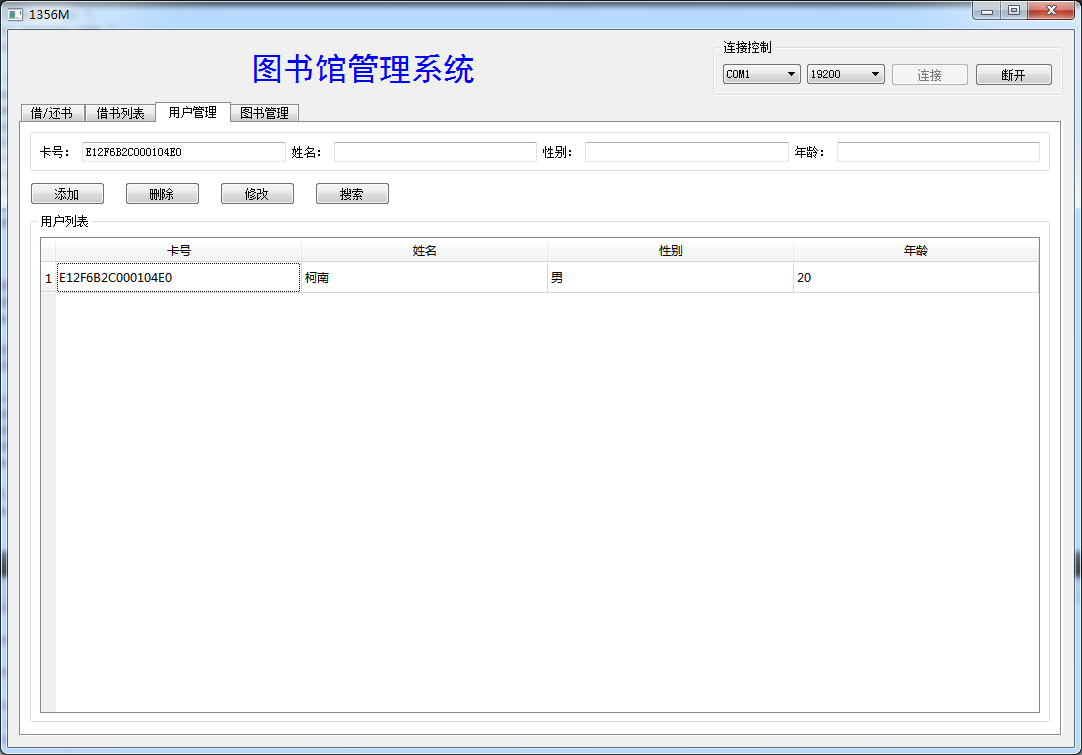 1356M
图书馆管理系统
连接控制
COM1 19200 连接 断开
借/还书 借书列表 用户管理 图书管理
卡号： E12F6B2C000104E0 姓名： 性别： 年龄：
添加 删除 修改 搜索
用户列表
卡号 姓名 性别 年龄
1 E12F6B2C000104E0 柯南 男 20